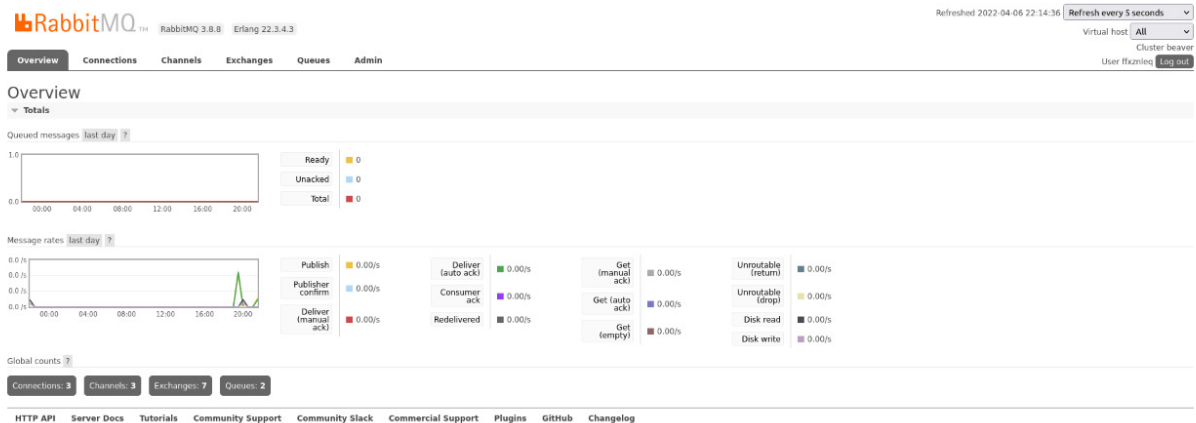 RabbitMQ TM RabbitMQ 3.8.8 Erlang 22.3.4.3
Refreshed 2022-04-06 22:14:36 Refresh every 5 seconds
Virtual host All
Cluster beaver
User ffxznleq Log out
Overview Connections Channels Exchanges Queues Admin
Overview
Totals
Queued messages last day ?
1.0
0.0
00:00 04:00 08:00 12:00 16:00 20:00
Ready 0
Unacked 0
Total 0
Message rates last day ?
0.0 /s
0.0 /s
0.0 /s
0.0 /s
00:00 04:00 08:00 12:00 16:00 20:00
Publish 0.00/s
Publisher
confirm 0.00/s
Deliver
(manual
ack) 0.00/s
Deliver
(auto ack) 0.00/s
Consumer
ack 0.00/s
Redelivered 0.00/s
Get
(manual
ack) 0.00/s
Get (auto
ack) 0.00/s
Get
(empty) 0.00/s
Unroutable
(return) 0.00/s
Unroutable
(drop) 0.00/s
Disk read 0.00/s
Disk write 0.00/s
Global counts ?
Connections: 3 Channels: 3 Exchanges: 7 Queues: 2
HTTP API Server Docs Tutorials Community Support Community Slack Commercial Support Plugins GitHub Changelog